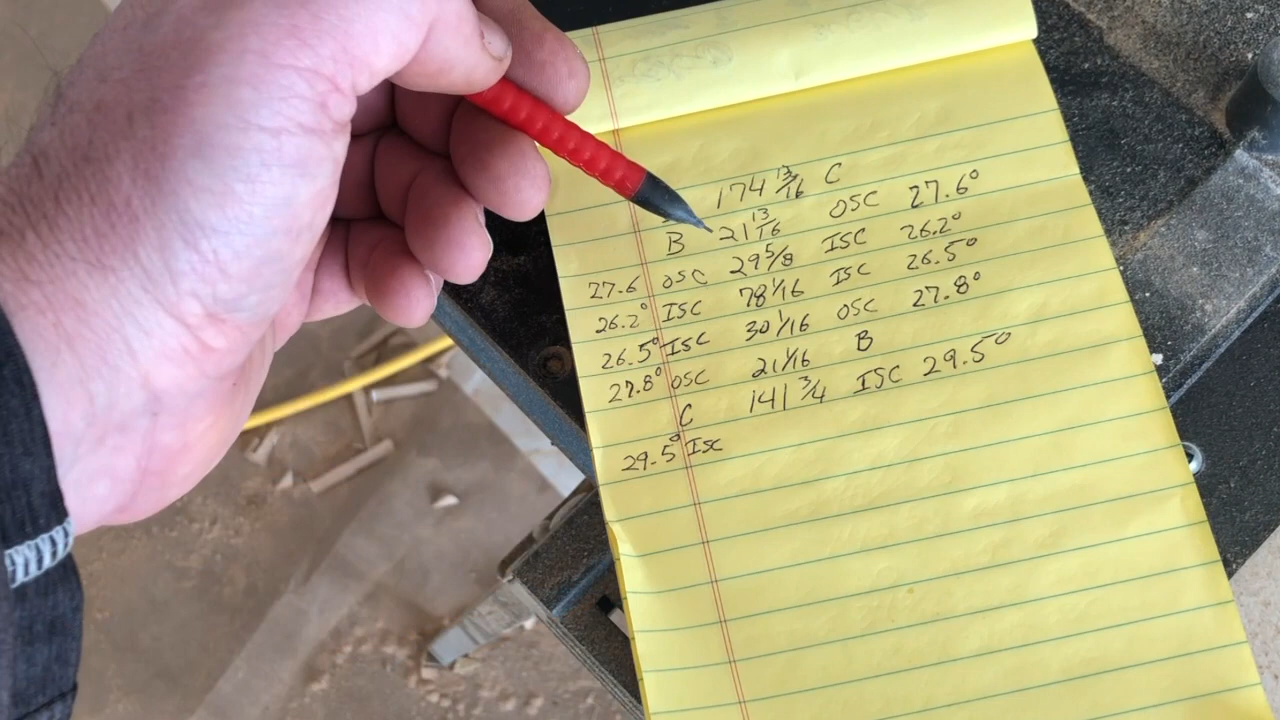 174 13/16 C
B 21 13/16 OSC 27.6°
27.6 OSC 29 5/8 ISC 26.2°
26.2° ISC 78 1/16 ISC 26.5°
26.5° ISC 30 1/16 OSC 27.8°
27.8° OSC 21 1/16 B
C 141 3/4 ISC 29.5°
29.5° ISC